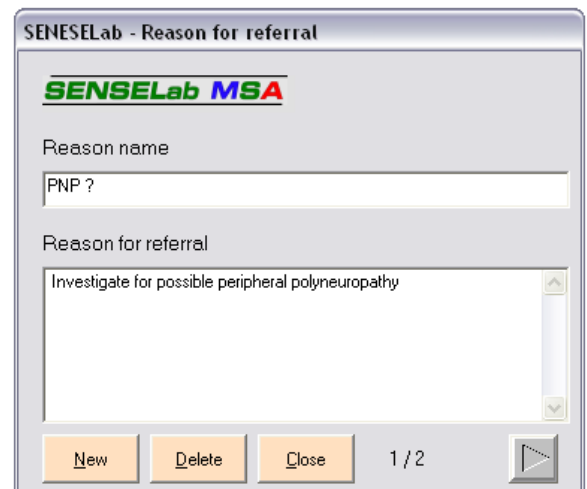 SENESELab - Reason for referral
SENSELab MSA
Reason name
PNP ?
Reason for referral
Investigate for possible peripheral polyneuropathy
New Delete Close 1 / 2